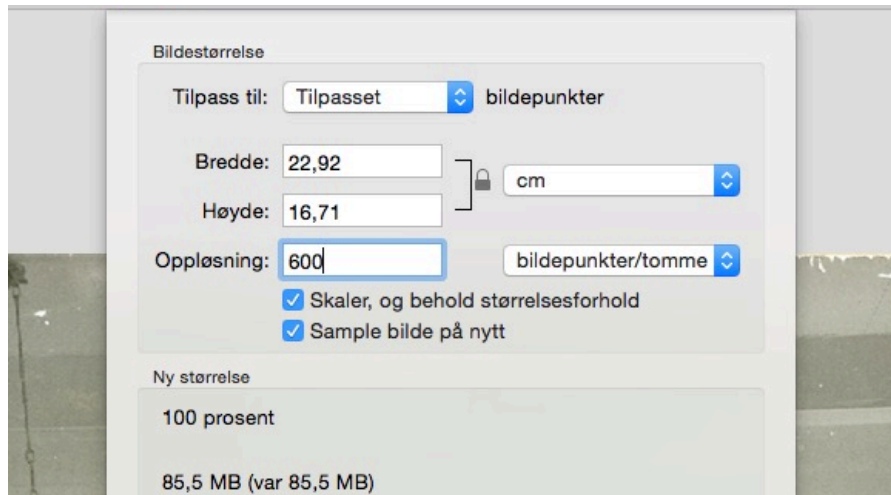 Bildestørrelse
Tilpass til: Tilpasset bildepunkter
Bredde: 22,92
cm
Høyde: 16,71
Oppløsning: 600 bildepunkter/tomme
Skaler, og behold størrelsesforhold
Sample bilde på nytt
Ny størrelse
100 prosent
85,5 MB (var 85,5 MB)